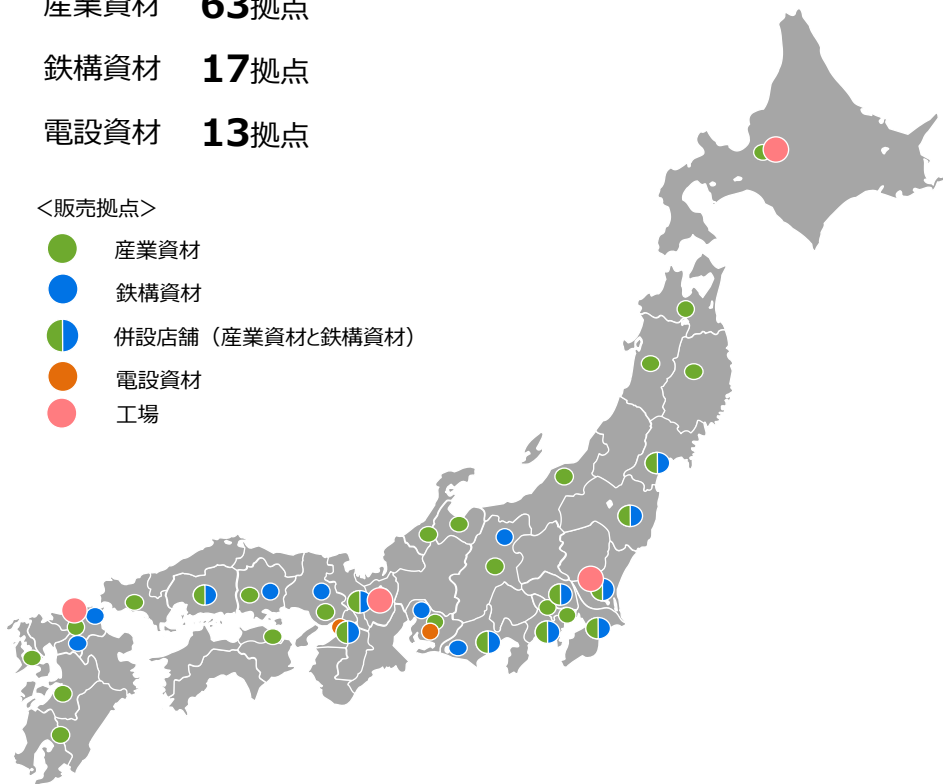 産業資材 63拠点
鉄構資材 17拠点
電設資材 13拠点
<販売拠点>
産業資材
鉄構資材
併設店舗（産業資材と鉄構資材）
電設資材
工場